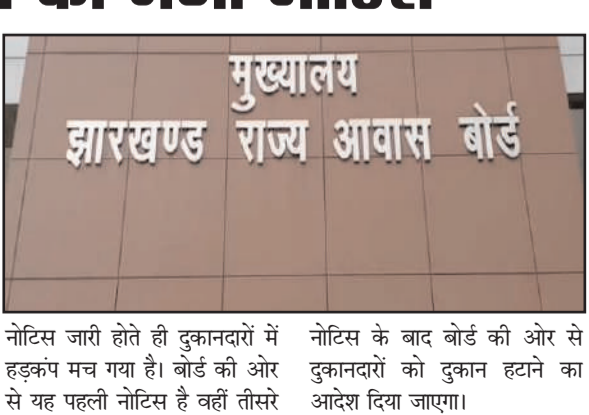 मुख्यालय
झारखण्ड राज्य आवास बोर्ड
नोटिस जारी होते ही दुकानदारों में
हड़कंप मच गया है। बोर्ड की ओर
से यह पहली नोटिस है वहीं तीसरे
नोटिस के बाद बोर्ड की ओर से
दुकानदारों को दुकान हटाने का
आदेश दिया जाएगा।